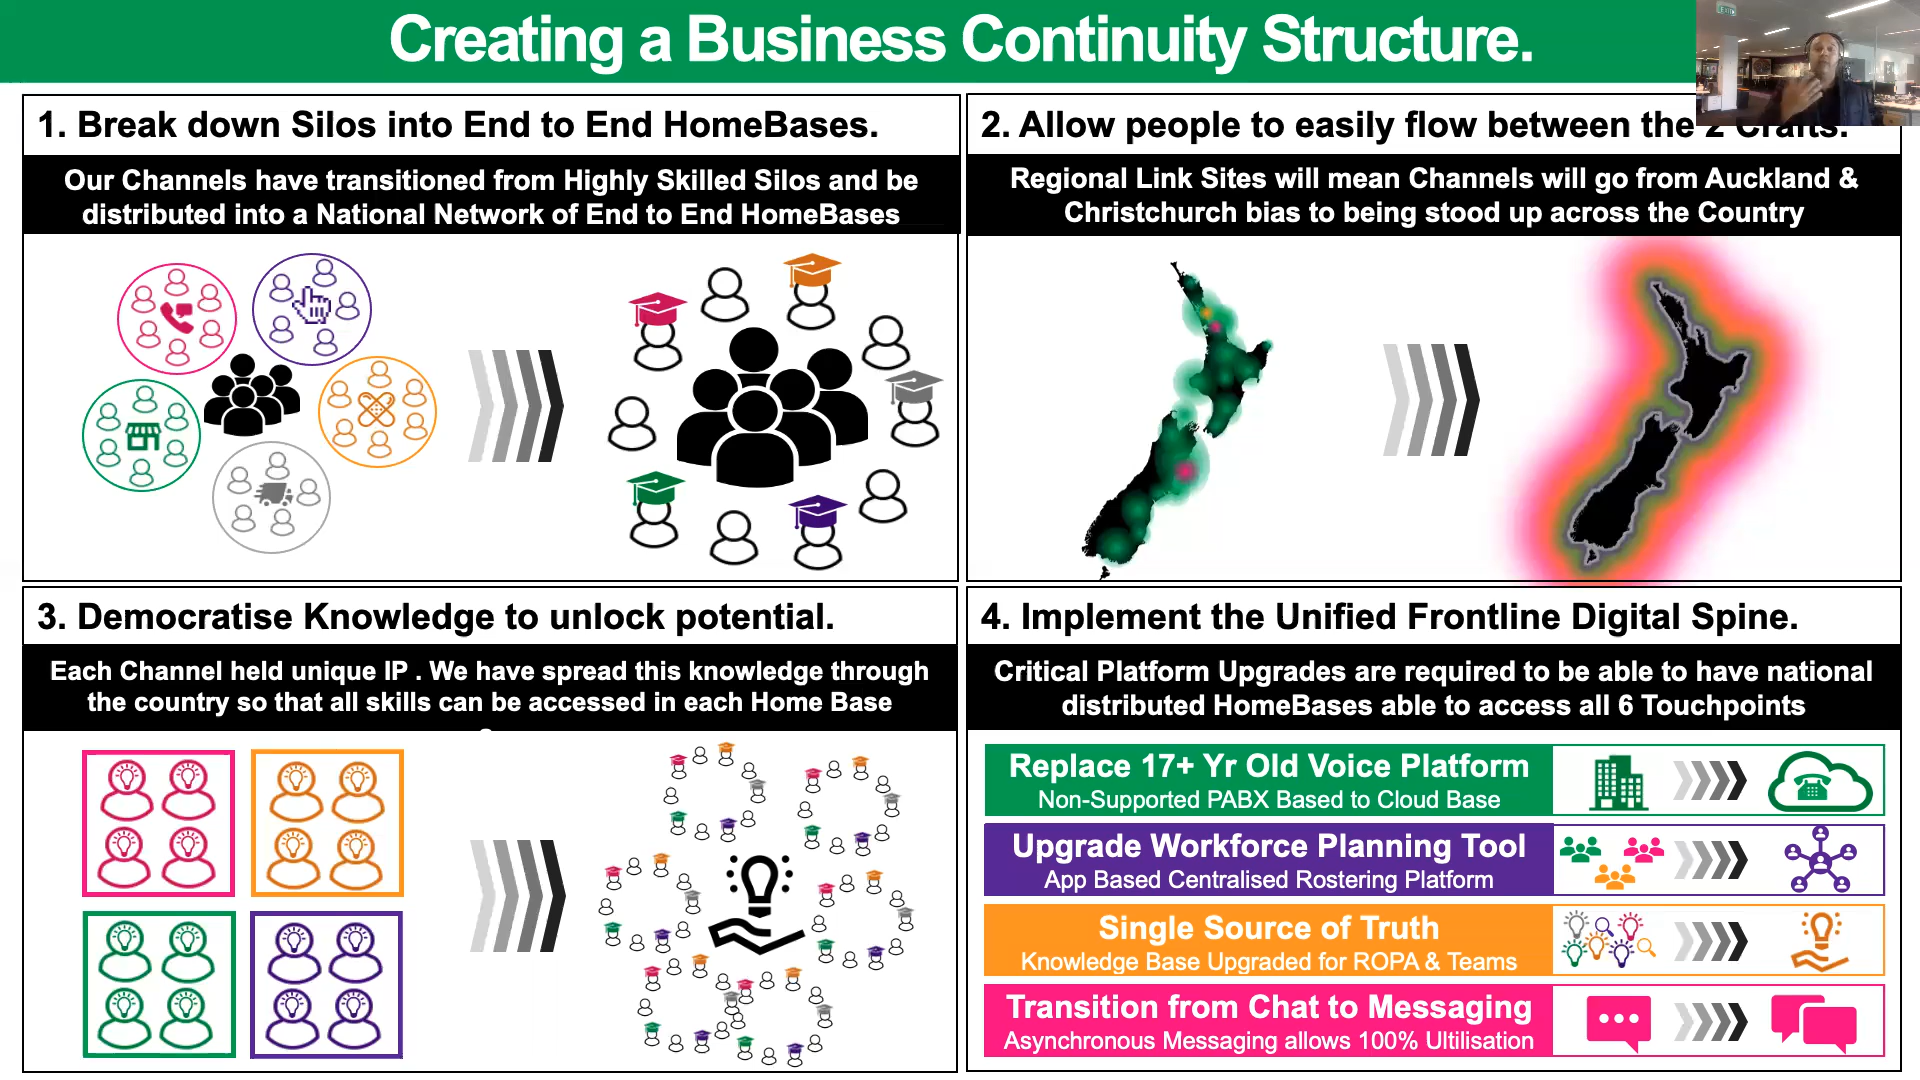 Creating a Business Continuity Structure.
EXIT
1. Break down Silos into End to End HomeBases.
Our Channels have transitioned from Highly Skilled Silos and be
distributed into a National Network of End to End HomeBases
2. Allow people to easily flow between the 2 Crafts.
Regional Link Sites will mean Channels will go from Auckland &
Christchurch bias to being stood up across the Country
3. Democratise Knowledge to unlock potential.
Each Channel held unique IP . We have spread this knowledge through
the country so that all skills can be accessed in each Home Base
4. Implement the Unified Frontline Digital Spine.
Critical Platform Upgrades are required to be able to have national
distributed HomeBases able to access all 6 Touchpoints
Replace 17+ Yr Old Voice Platform
Non-Supported PABX Based to Cloud Base
Upgrade Workforce Planning Tool
App Based Centralised Rostering Platform
Single Source of Truth
Knowledge Base Upgraded for ROPA & Teams
Transition from Chat to Messaging
Asynchronous Messaging allows 100% Ultilisation